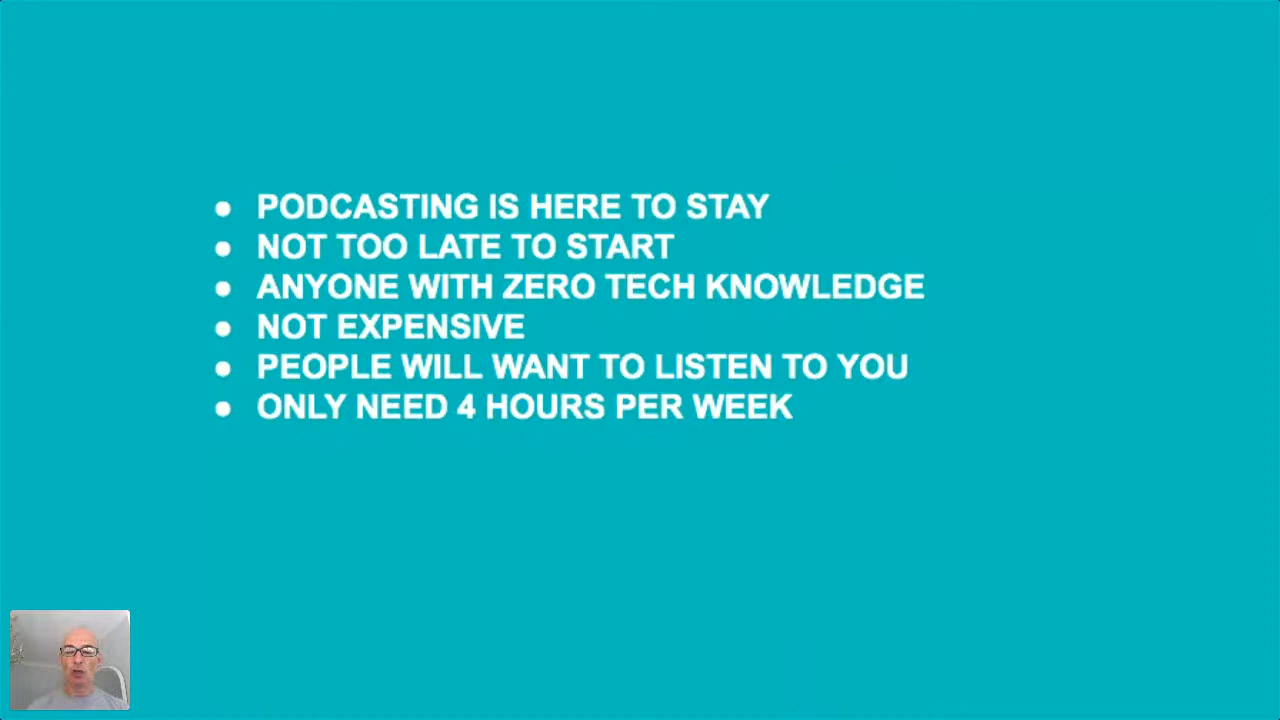 ● PODCASTING IS HERE TO STAY
● NOT TOO LATE TO START
● ANYONE WITH ZERO TECH KNOWLEDGE
● NOT EXPENSIVE
● PEOPLE WILL WANT TO LISTEN TO YOU
● ONLY NEED 4 HOURS PER WEEK